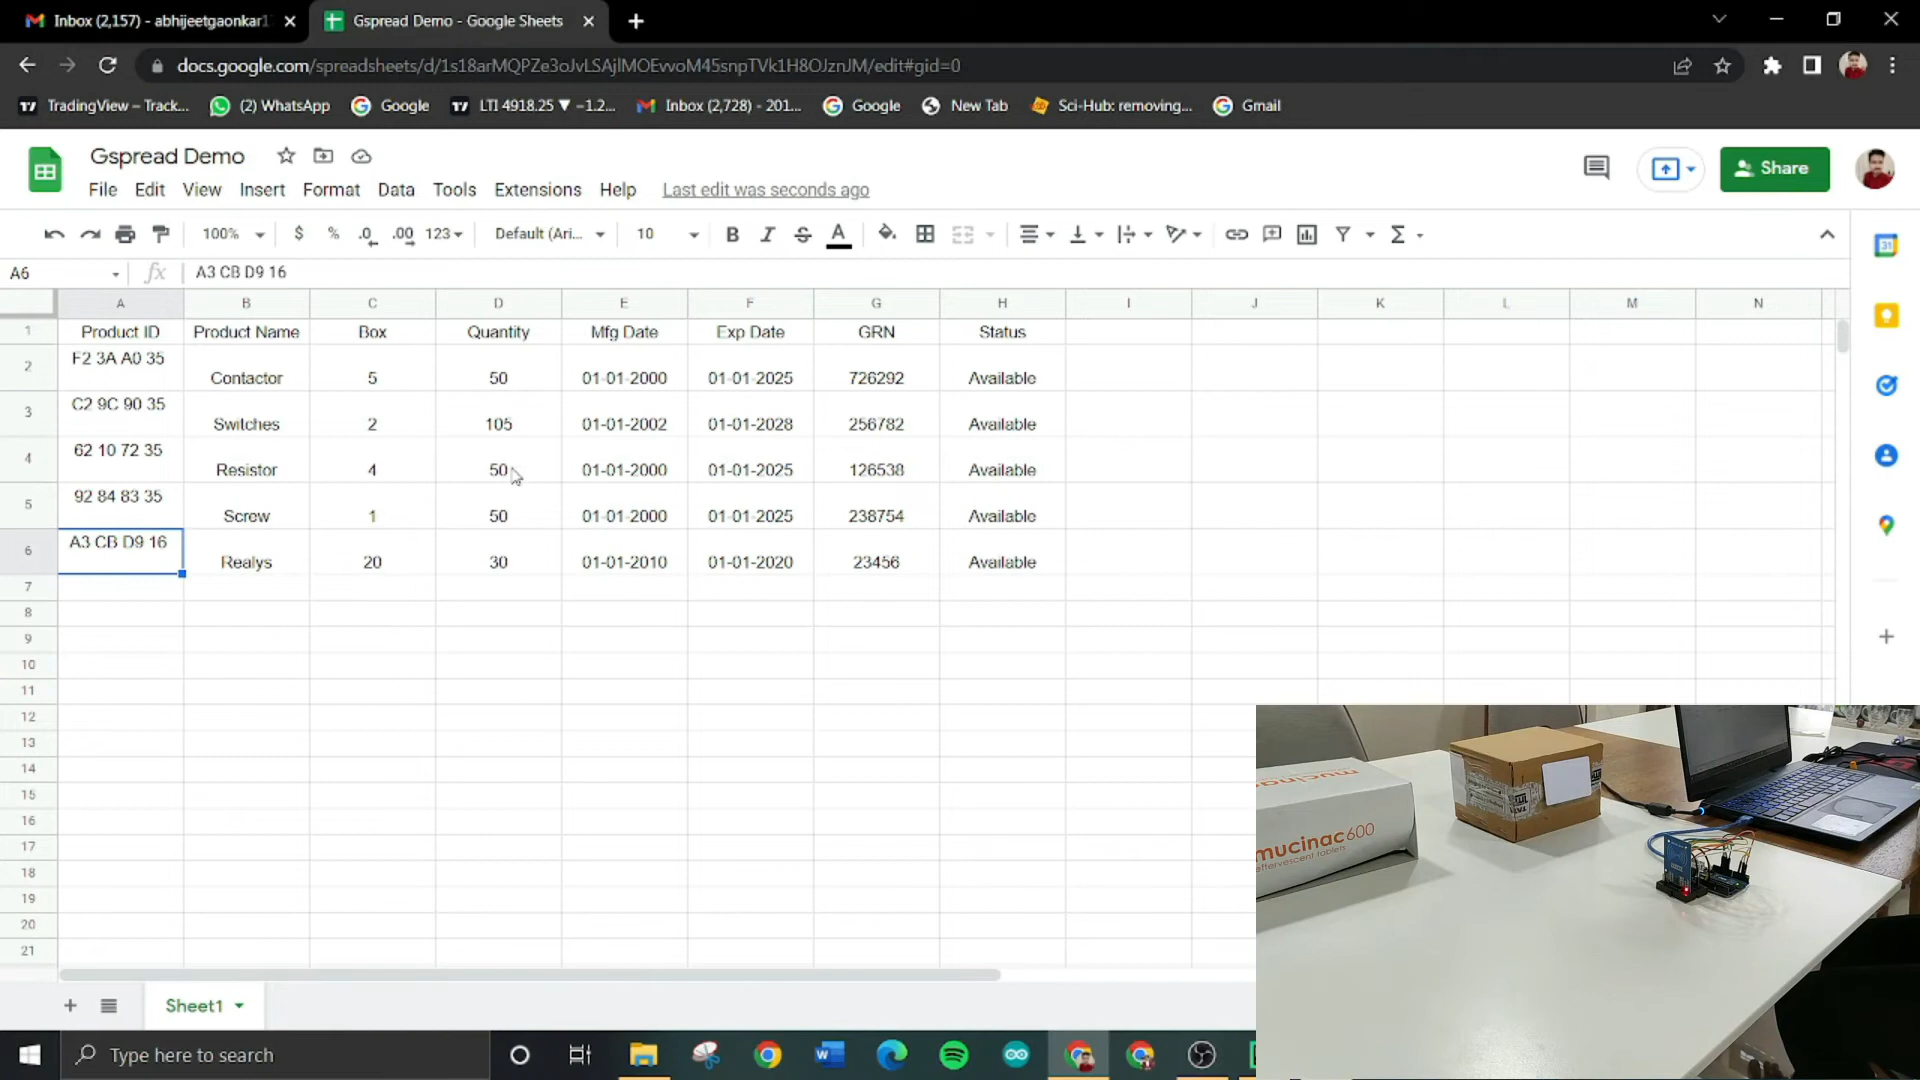 Inbox (2,157) - abhijeetgaonkar1
Gspread Demo - Google Sheets
docs.google.com/spreadsheets/d/1s18arMQPZe3oJvLSAjlMOEvvoM45snpTVk1H8OJznJM/edit#gid=0
TradingView – Track...
(2) WhatsApp
Google
LTI 4918.25 ▼ −1.2...
Inbox (2,728) - 201...
Google
New Tab
Sci-Hub: removing...
Gmail
Gspread Demo
Share
File Edit View Insert Format Data Tools Extensions Help Last edit was seconds ago
100% $ % .0 .00 123 Default (Ari... 10 B I S A
A6 fx A3 CB D9 16
A B C D E F G H I J K L M N
1 Product ID Product Name Box Quantity Mfg Date Exp Date GRN Status
2 F2 3A A0 35 Contactor 5 50 01-01-2000 01-01-2025 726292 Available
3 C2 9C 90 35 Switches 2 105 01-01-2002 01-01-2028 256782 Available
4 62 10 72 35 Resistor 4 50 01-01-2000 01-01-2025 126538 Available
5 92 84 83 35 Screw 1 50 01-01-2000 01-01-2025 238754 Available
6 A3 CB D9 16 Realys 20 30 01-01-2010 01-01-2020 23456 Available
7
8
9
10
11
12
13
14
15
16
17
18
19
20
21
mucinac600
effervescent tablets
Sheet1
Type here to search